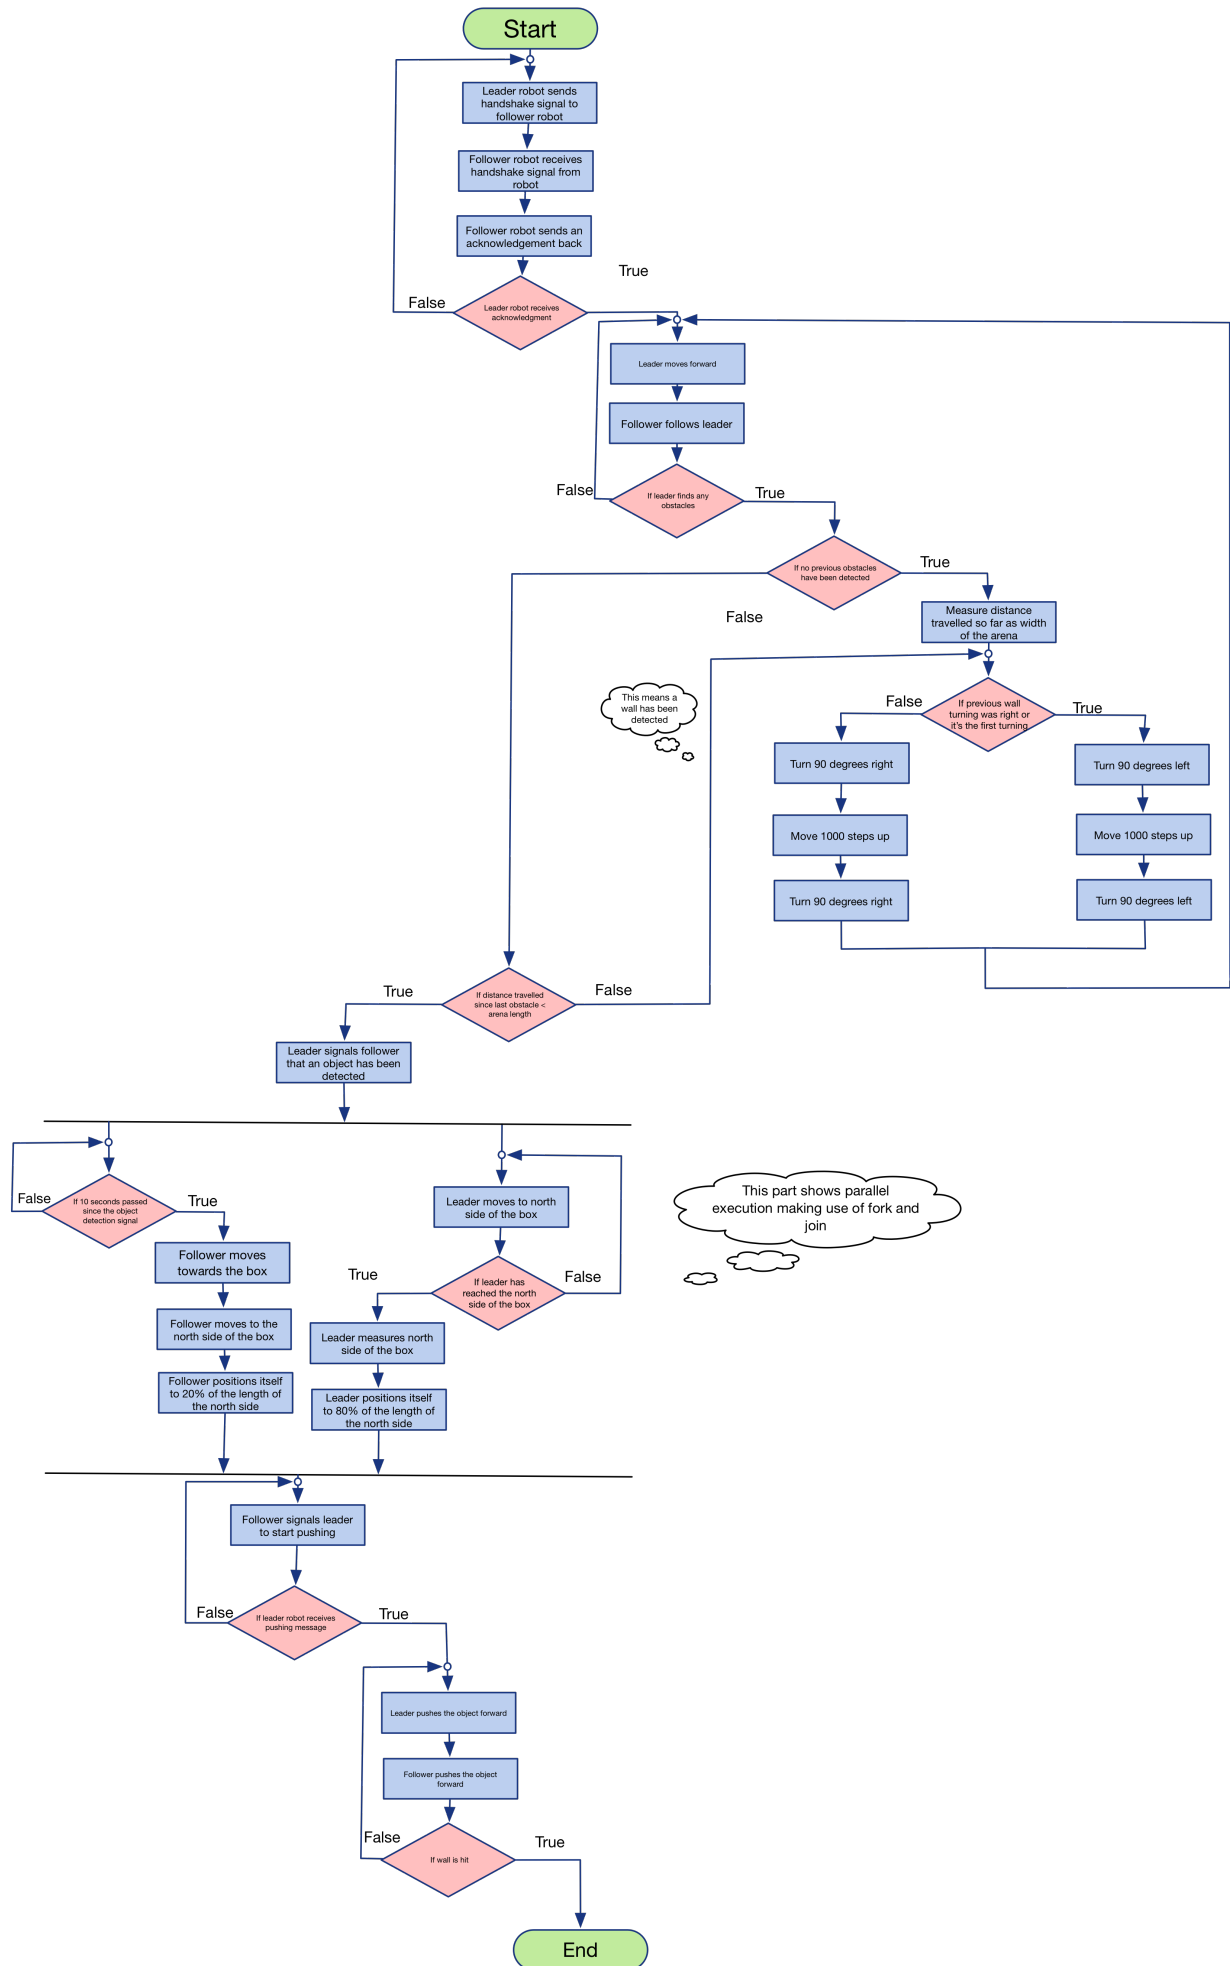 Start
Leader robot sends
handshake signal to
follower robot
Follower robot receives
handshake signal from
robot
Follower robot sends an
acknowledgement back
True
False
Leader robot receives
acknowledgment
Leader moves forward
Follower follows leader
False
If leader finds any
obstacles
True
If no previous obstacles
have been detected
True
False
Measure distance
travelled so far as width
of the arena
This means a
wall has been
detected
False
If previous wall
turning was right or
it's the first turning
True
Turn 90 degrees right
Turn 90 degrees left
Move 1000 steps up
Move 1000 steps up
Turn 90 degrees right
Turn 90 degrees left
True
If distance travelled
since last obstacle <
arena length
False
Leader signals follower
that an object has been
detected
False
If 10 seconds passed
since the object
detection signal
True
Leader moves to north
side of the box
This part shows parallel
execution making use of fork and
join
Follower moves
towards the box
True
If leader has
reached the north
side of the box
False
Follower moves to the
north side of the box
Leader measures north
side of the box
Follower positions itself
to 20% of the length of
the north side
Leader positions itself
to 80% of the length of
the north side
Follower signals leader
to start pushing
False
If leader robot receives
pushing message
True
Leader pushes the object forward
Follower pushes the object
forward
False
If wall is hit
True
End